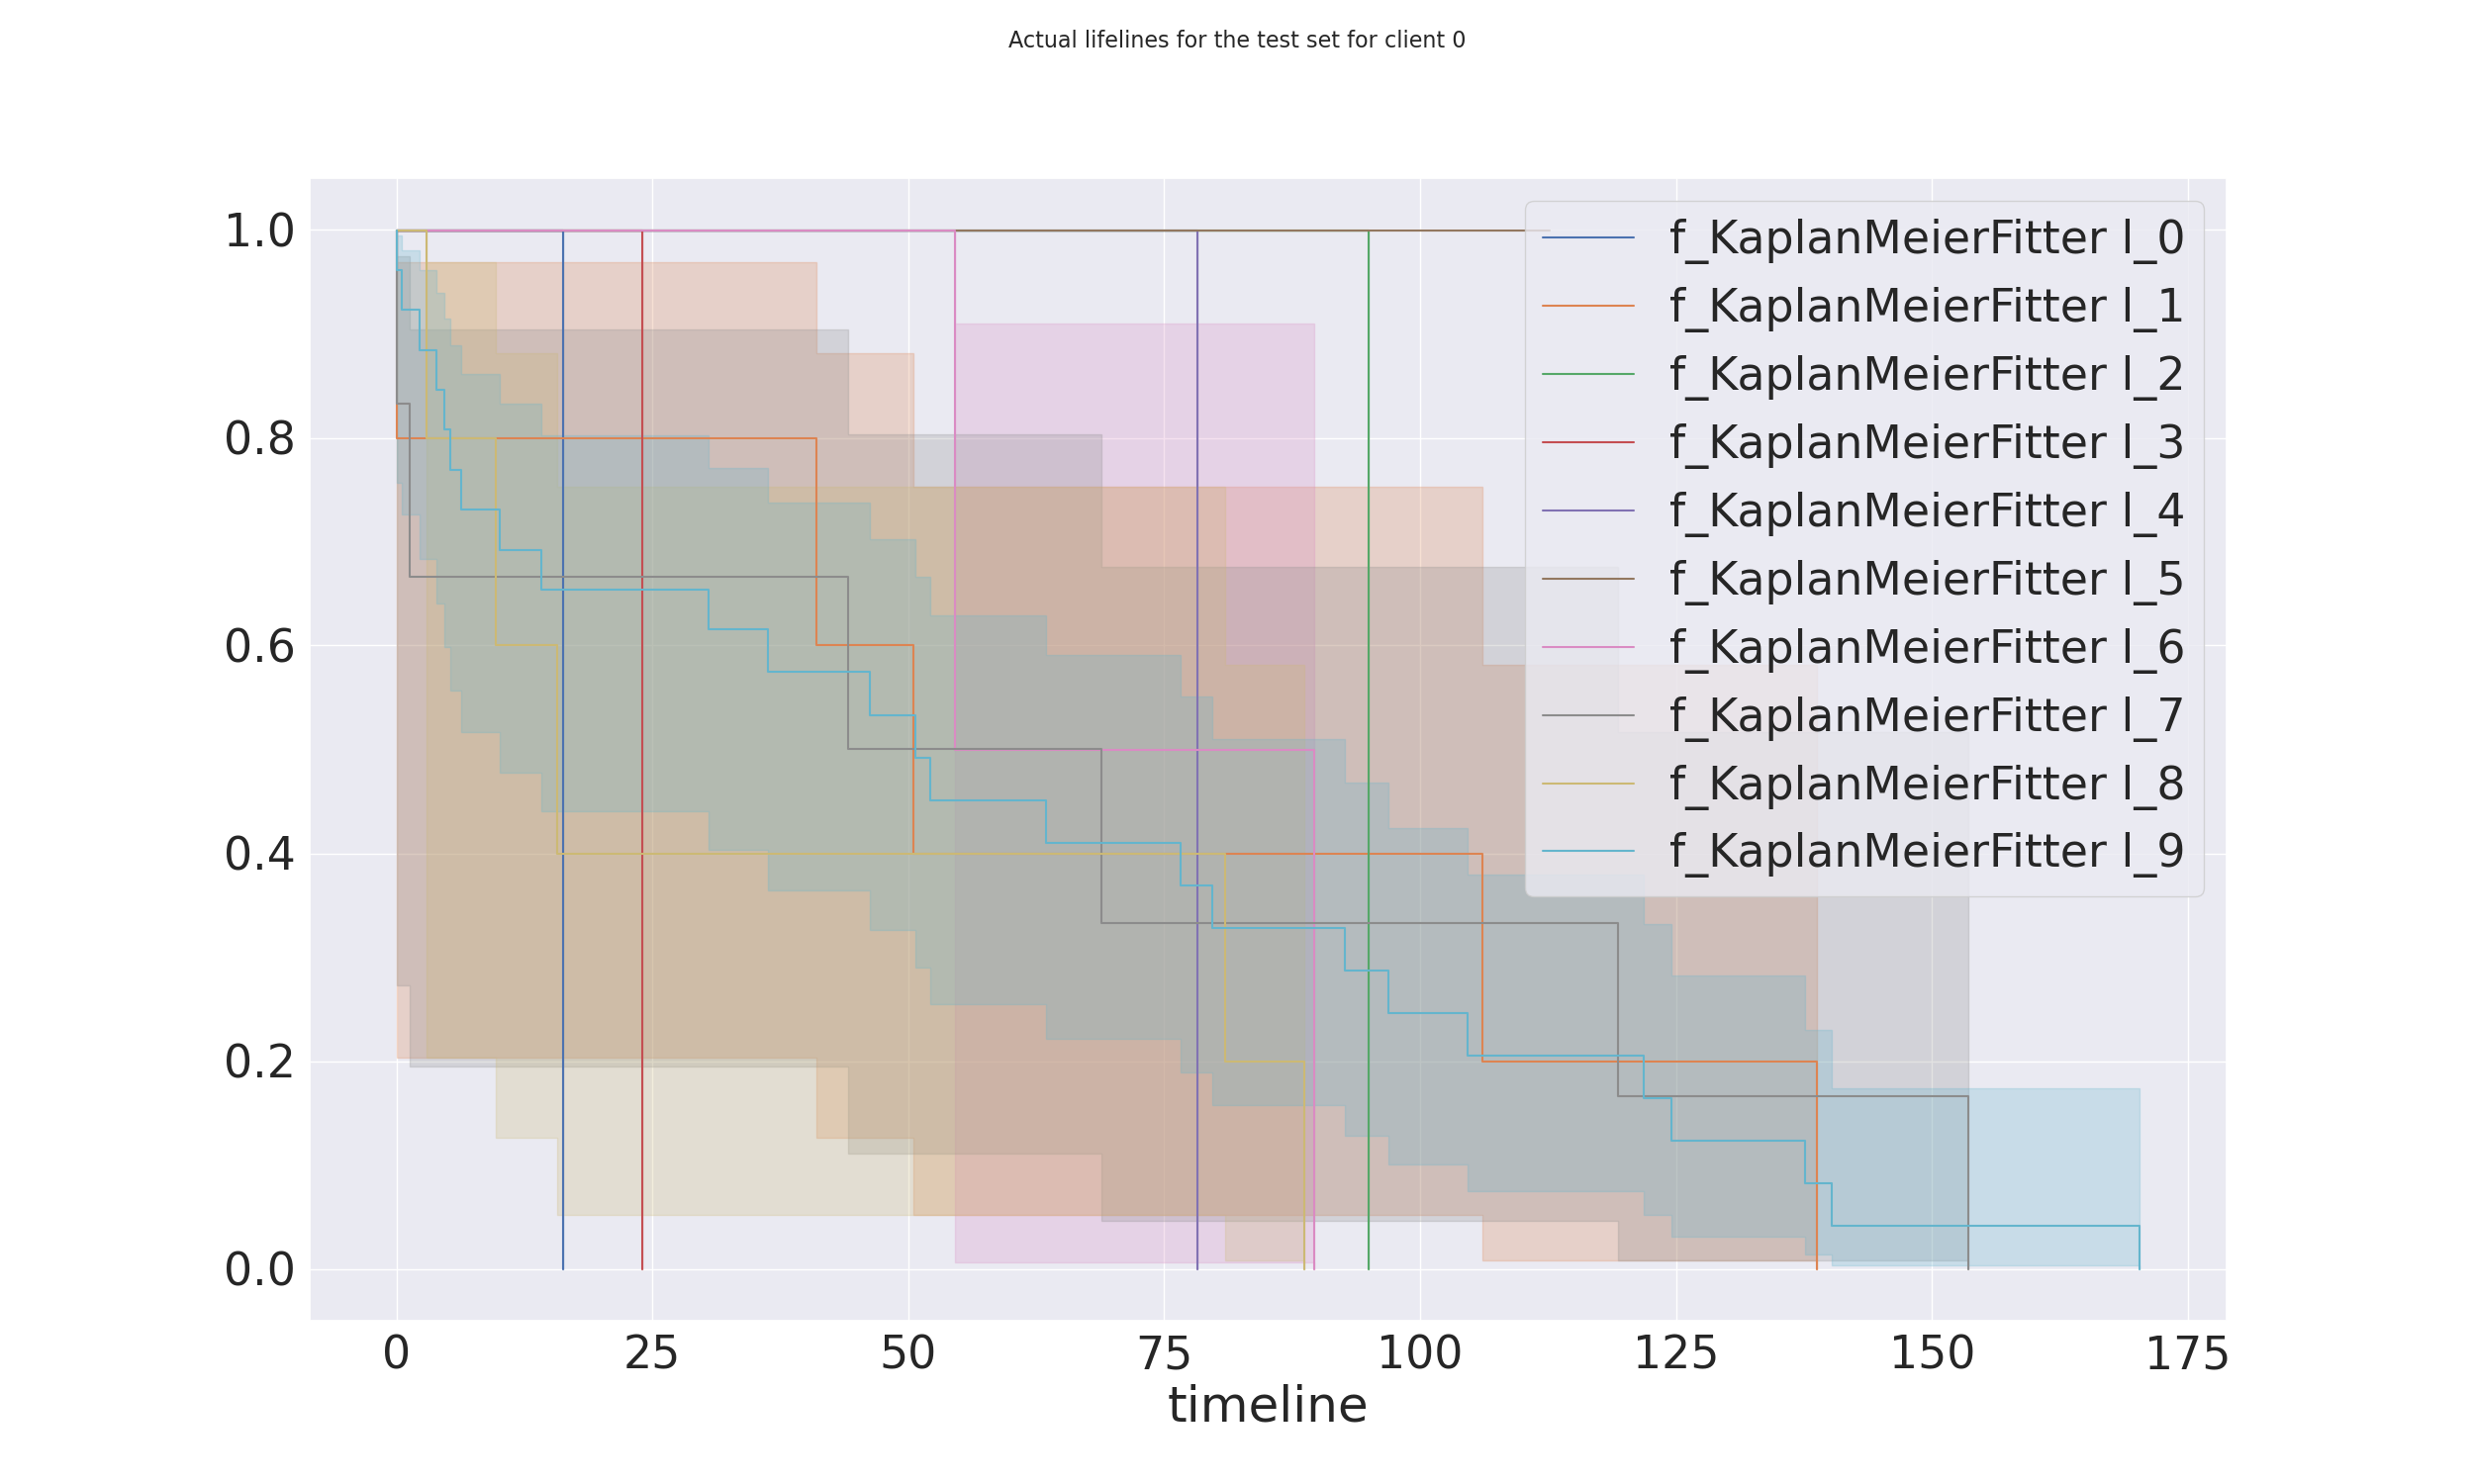 Actual lifelines for the test set for client 0
1.0
0.8
0.6
0.4
0.2
0.0
f_KaplanMeierFitter l_0
f_KaplanMeierFitter l_1
f_KaplanMeierFitter l_2
f_KaplanMeierFitter l_3
f_KaplanMeierFitter l_4
f_KaplanMeierFitter l_5
f_KaplanMeierFitter l_6
f_KaplanMeierFitter l_7
f_KaplanMeierFitter l_8
f_KaplanMeierFitter l_9
0 25 50 75 100 125 150 175
timeline